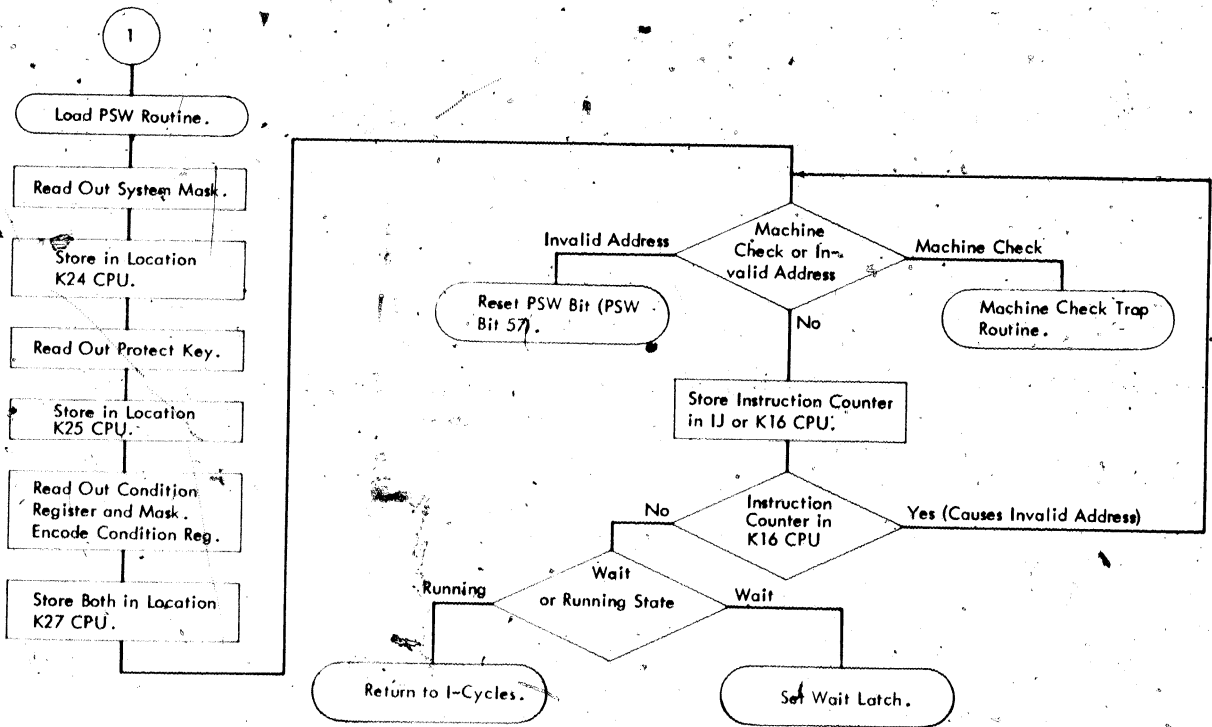 1
Load PSW Routine.
Read Out System Mask.
Store in Location
K24 CPU.
Read Out Protect Key.
Store in Location
K25 CPU.
Read Out Condition
Register and Mask.
Encode Condition Reg.
Store Both in Location
K27 CPU.
Machine
Check or In-
valid Address
Invalid Address
Machine Check
Reset PSW Bit (PSW
Bit 57).
Machine Check Trap
Routine.
No
Store Instruction Counter
in IJ or K16 CPU.
Instruction
Counter in
K16 CPU
No
Yes (Causes Invalid Address)
Wait
or Running State
Running
Wait
Return to I-Cycles.
Set Wait Latch.